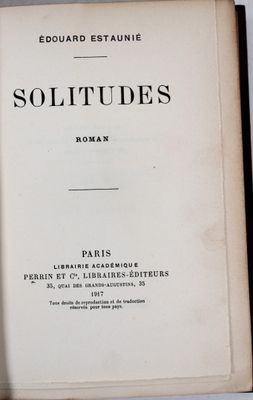 ÉDOUARD ESTAUNIÉ
SOLITUDES
ROMAN
PARIS
LIBRAIRIE ACADÉMIQUE
PERRIN ET Cie, LIBRAIRES-ÉDITEURS
35, QUAI DES GRANDS-AUGUSTINS, 35
1917
Tous droits de reproduction et de traduction
réservés pour tous pays.